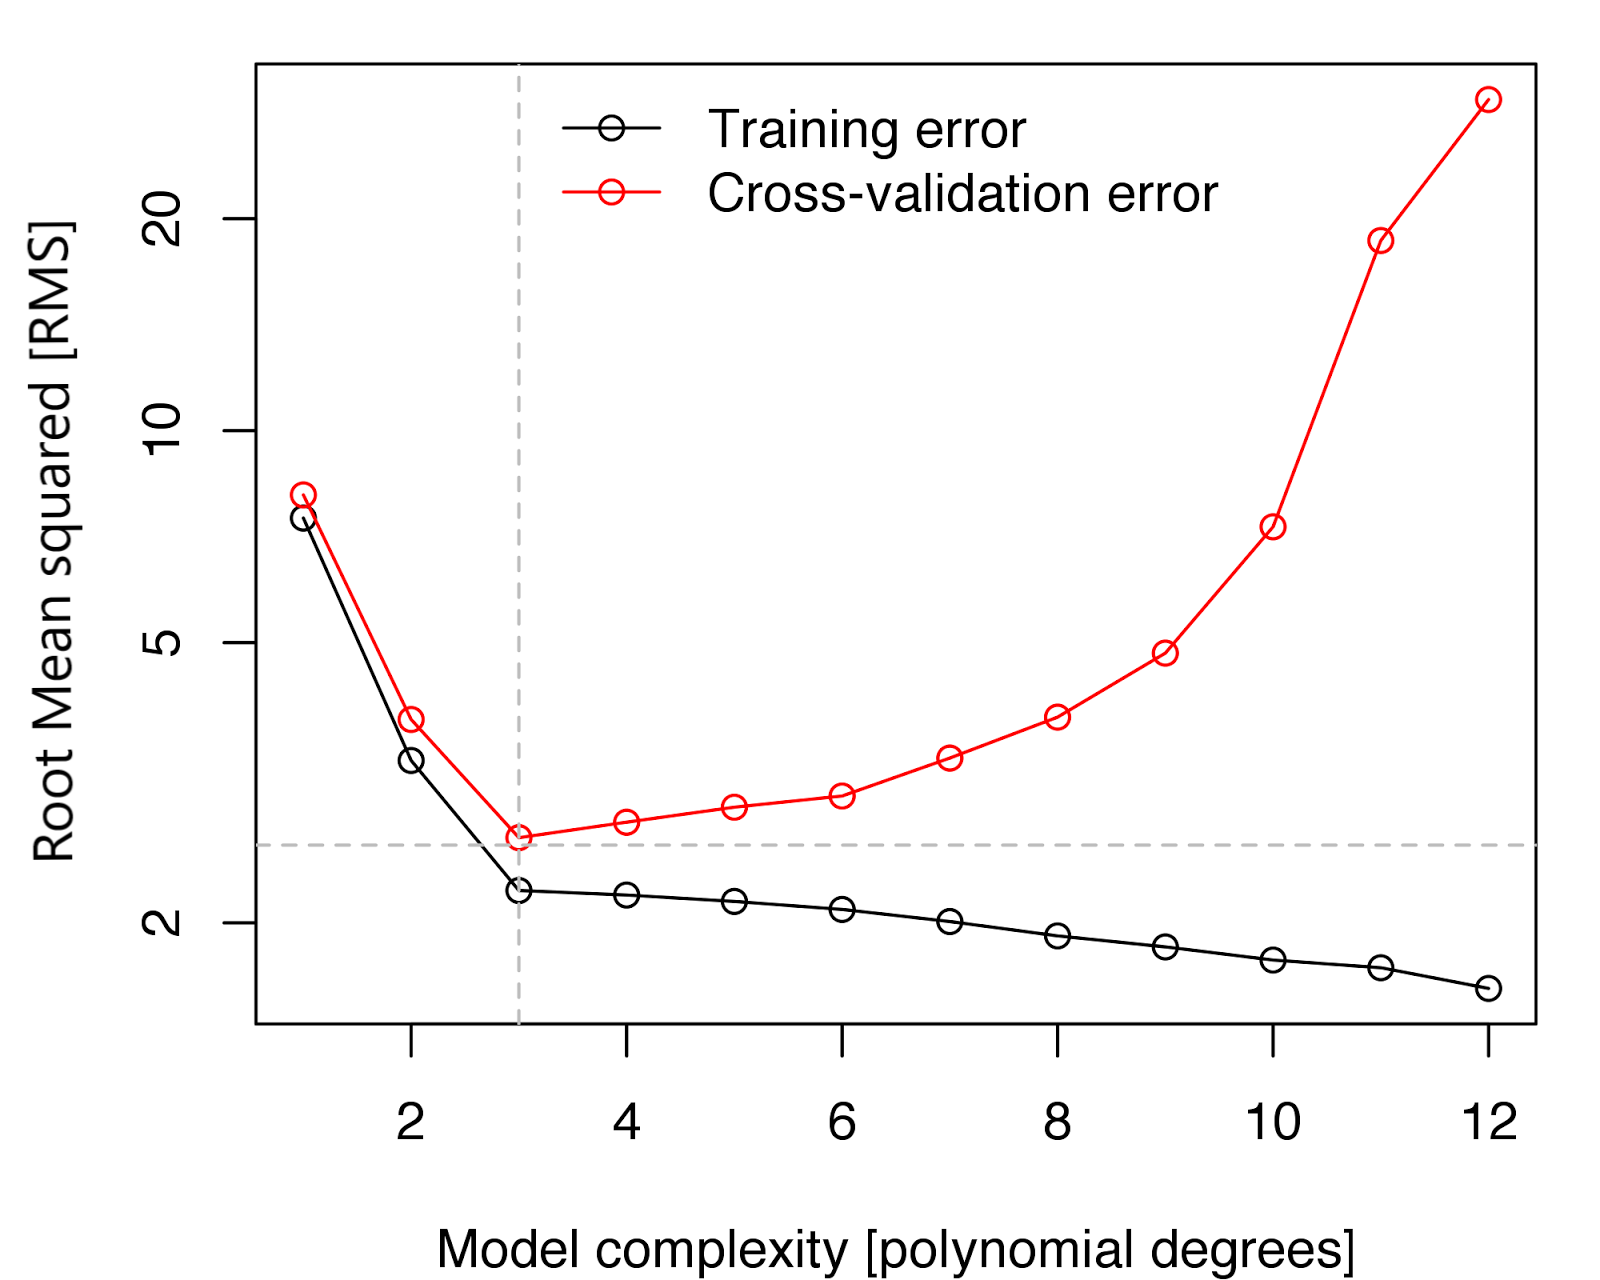 Training error
Cross-validation error
Root Mean squared [RMS]
20
10
5
2
2 4 6 8 10 12
Model complexity [polynomial degrees]